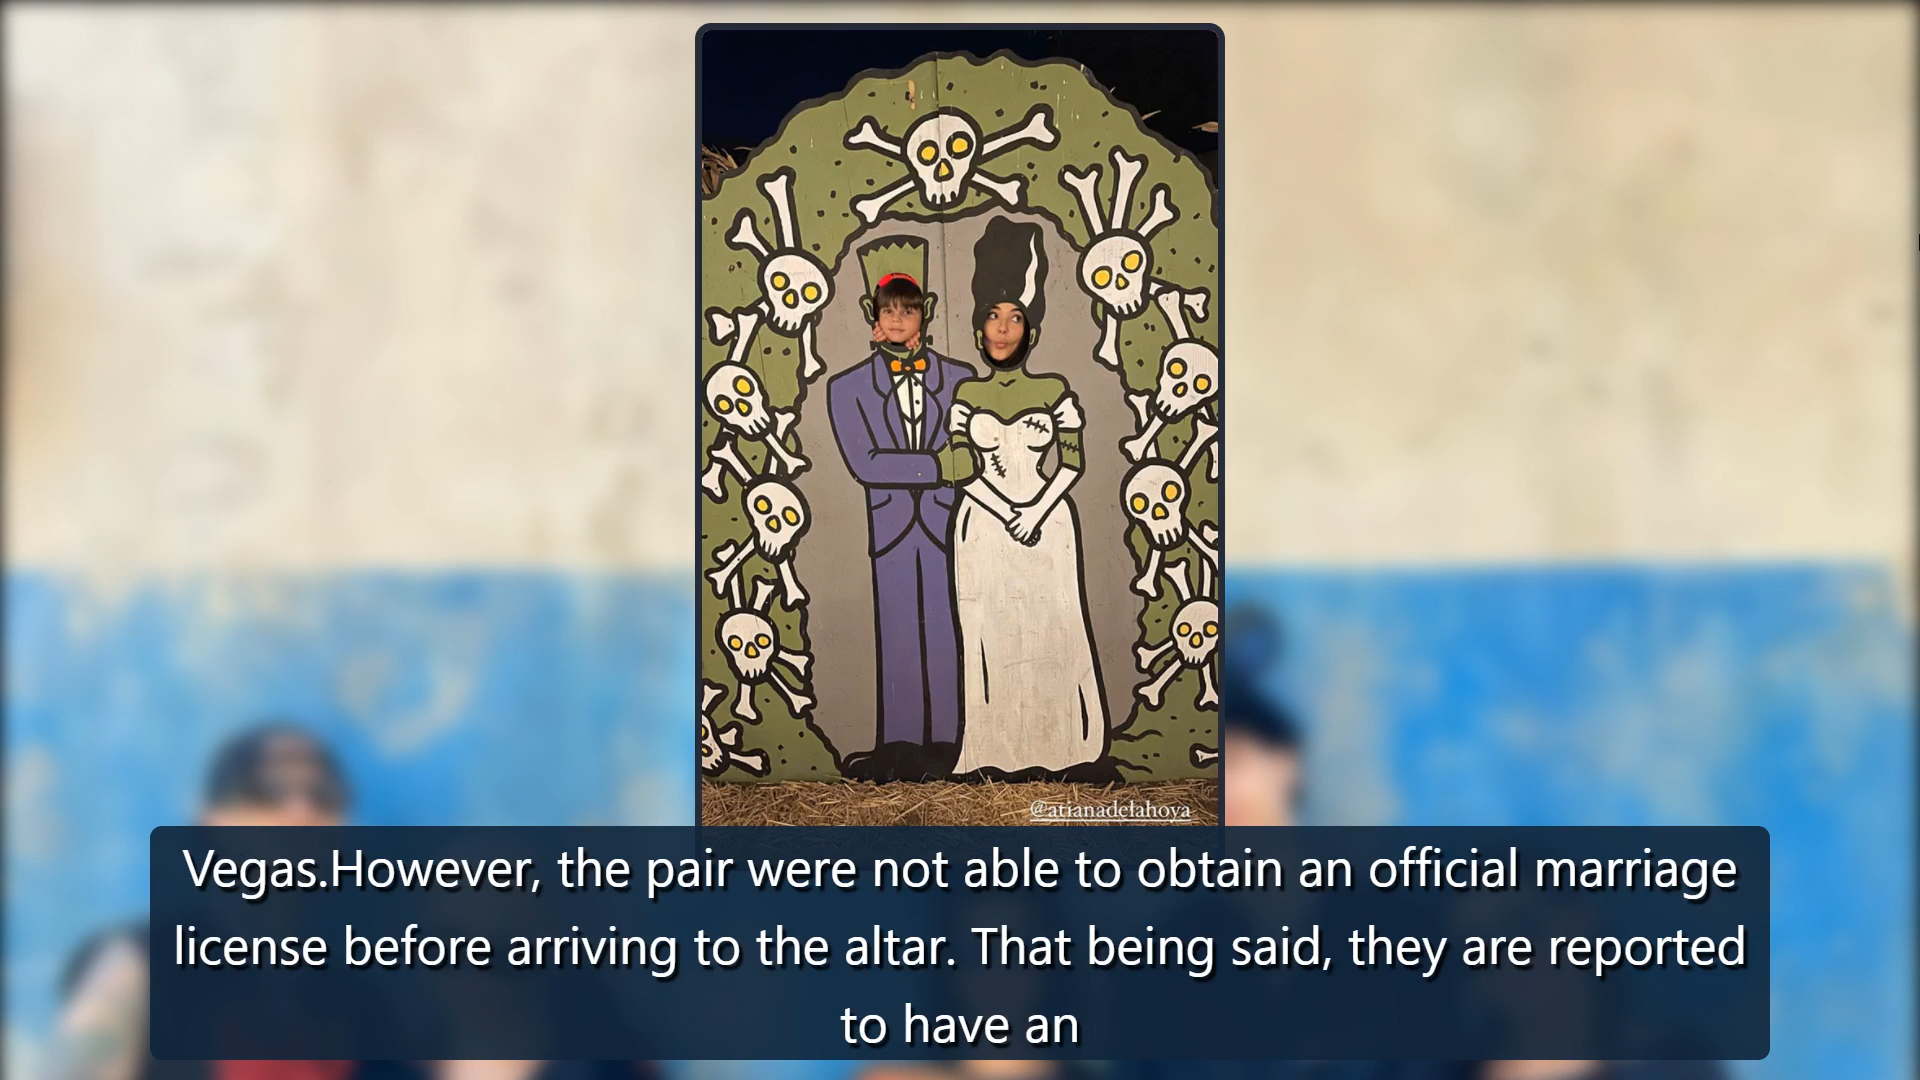 @atianadelahoya
Vegas.However, the pair were not able to obtain an official marriage
license before arriving to the altar. That being said, they are reported
to have an